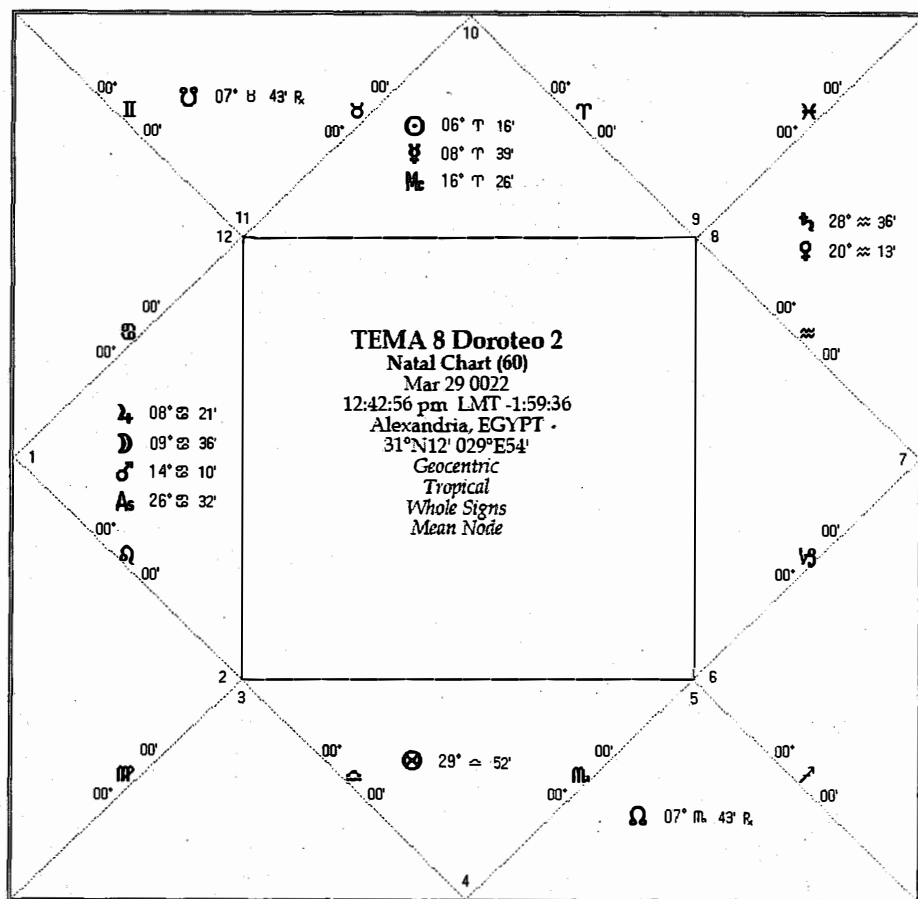 10
00° ♊ 00'
☋ 07° ♉ 43' ℞
00° ♉ 00'
☉ 06° ♈ 16'
☿ 08° ♈ 39'
Mc 16° ♈ 26'
00° ♈ 00'
00° ♓ 00'
11
12
9
8
♄ 28° ♒ 36'
♀ 20° ♒ 13'
00° ♋ 00'
00° ♒ 00'
TEMA 8 Doroteo 2
Natal Chart (60)
Mar 29 0022
12:42:56 pm LMT -1:59:36
Alexandria, EGYPT
31°N12' 029°E54'
Geocentric
Tropical
Whole Signs
Mean Node
♃ 08° ♋ 21'
☽ 09° ♋ 36'
♂ 14° ♋ 10'
As 26° ♋ 32'
1
7
00° ♌ 00'
00° ♑ 00'
2
3
6
5
00° ♍ 00'
00° ♎ 00'
⊗ 29° ♎ 52'
00° ♏ 00'
☊ 07° ♏ 43' ℞
00° ♐ 00'
4